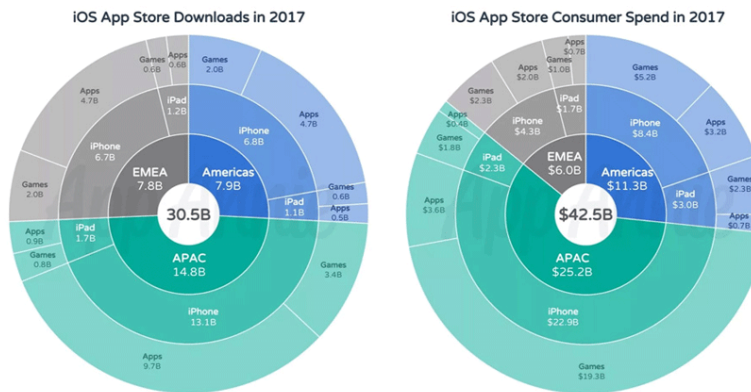 iOS App Store Downloads in 2017
30.5B
Americas
7.9B
iPhone
6.8B
Games
2.0B
Apps
4.7B
iPad
1.1B
Games
0.6B
Apps
0.5B
APAC
14.8B
iPhone
13.1B
Games
3.4B
Apps
9.7B
iPad
1.7B
Games
0.8B
Apps
0.9B
EMEA
7.8B
iPhone
6.7B
Games
2.0B
Apps
4.7B
iPad
1.2B
Games
0.6B
Apps
0.6B
iOS App Store Consumer Spend in 2017
$42.5B
Americas
$11.3B
iPhone
$8.4B
Games
$5.2B
Apps
$3.2B
iPad
$3.0B
Games
$2.3B
Apps
$0.7B
APAC
$25.2B
iPhone
$22.9B
Games
$19.3B
Apps
$3.6B
iPad
$2.3B
Games
$1.8B
Apps
$0.4B
EMEA
$6.0B
iPhone
$4.3B
Games
$2.3B
Apps
$2.0B
iPad
$1.7B
Games
$1.0B
Apps
$0.7B